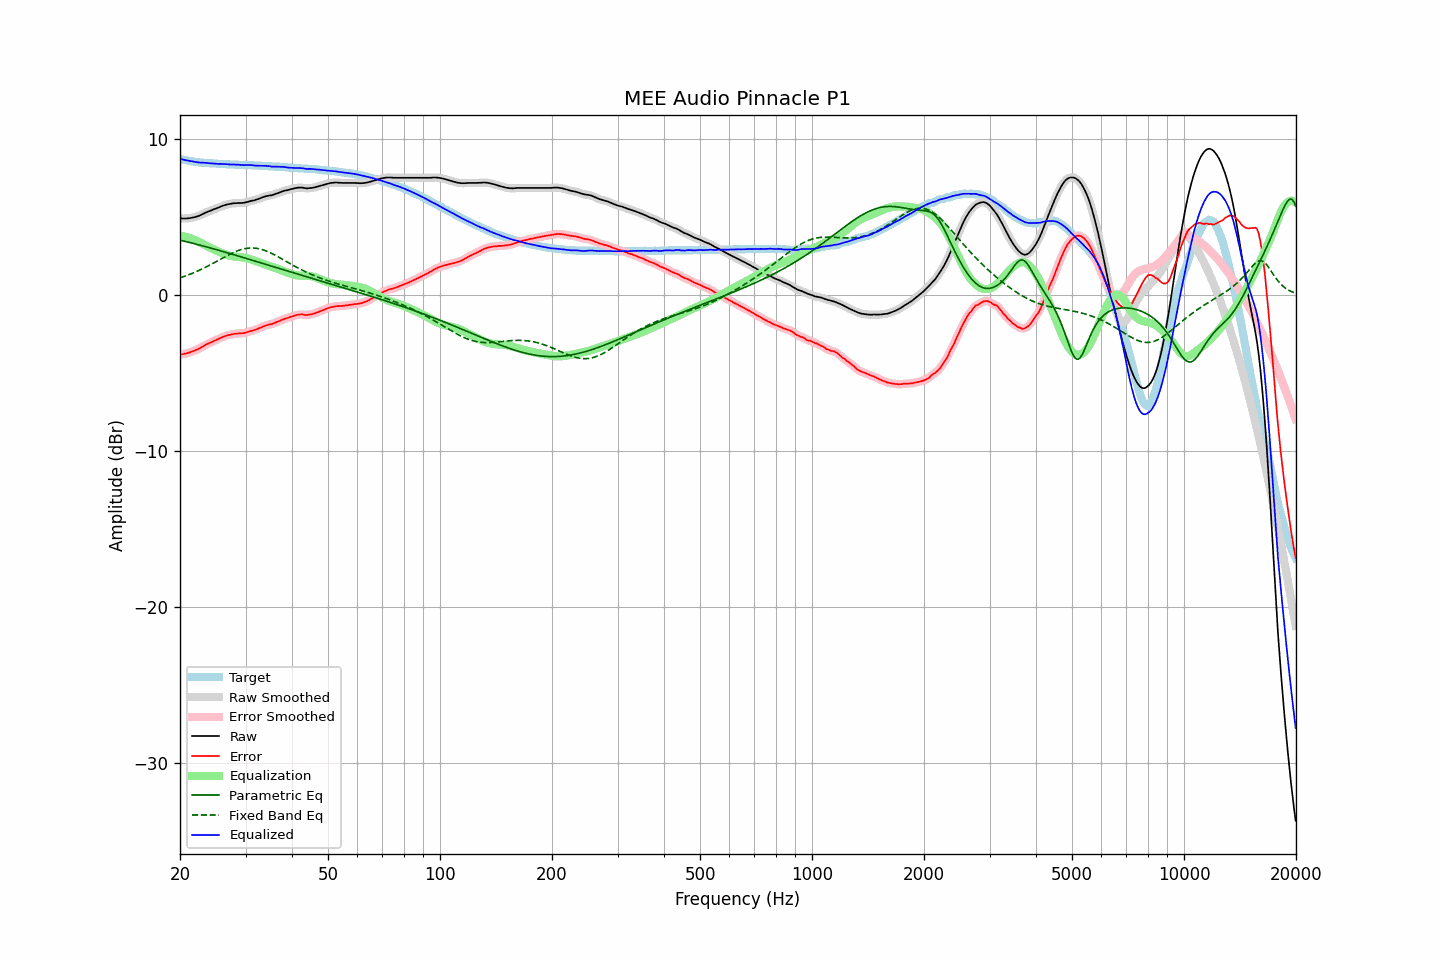 MEE Audio Pinnacle P1
10
0
−10
−20
−30
Amplitude (dBr)
Target
Raw Smoothed
Error Smoothed
Raw
Error
Equalization
Parametric Eq
Fixed Band Eq
Equalized
20
50
100
200
500
1000
2000
5000
10000
20000
Frequency (Hz)